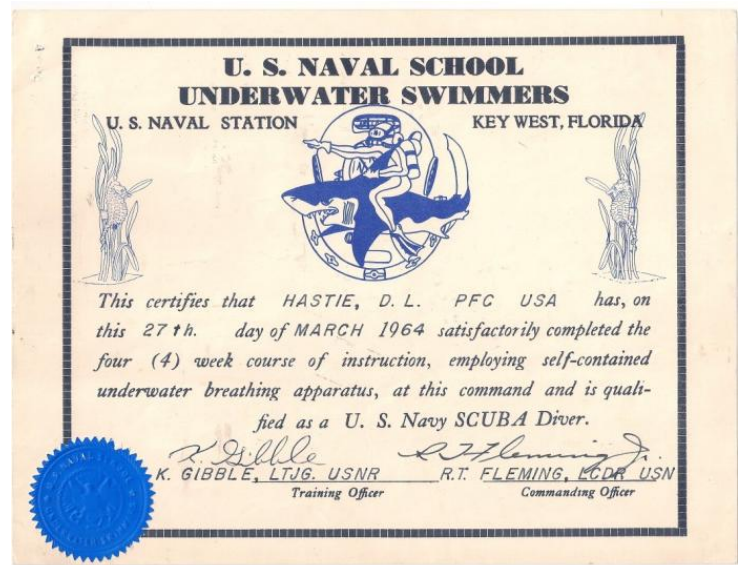 U. S. NAVAL SCHOOL
UNDERWATER SWIMMERS
U. S. NAVAL STATION KEY WEST, FLORIDA
This certifies that HASTIE, D. L. PFC USA has, on
this 27th. day of MARCH 1964 satisfactorily completed the
four (4) week course of instruction, employing self-contained
underwater breathing apparatus, at this command and is quali-
fied as a U. S. Navy SCUBA Diver.
K. Gibble R T Fleming Jr.
K. GIBBLE, LTJG. USNR R.T. FLEMING, LCDR USN
Training Officer Commanding Officer